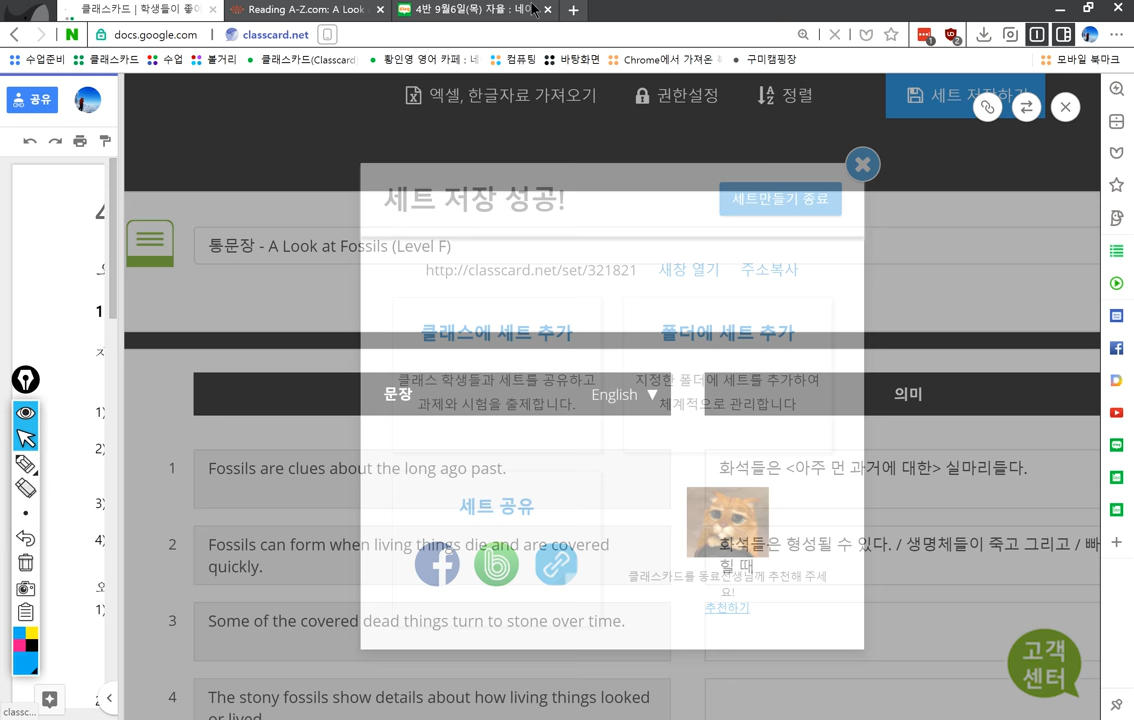 클래스카드 | 학생들이 좋아
Reading A-Z.com: A Look
4반 9월6일(목) 자율 : 네이
docs.google.com
classcard.net
1
2
수업준비
클래스카드
수업
볼거리
클래스카드(Classcard
황인영 영어 카페 : 네
컴퓨팅
바탕화면
Chrome에서 가져온
구미캠핑장
모바일 북마크
공유
엑셀, 한글자료 가져오기
권한설정
정렬
세트 저장하기
세트 저장 성공!
세트만들기 종료
통문장 - A Look at Fossils (Level F)
http://classcard.net/set/321821
새창 열기
주소복사
클래스에 세트 추가
폴더에 세트 추가
클래스 학생들과 세트를 공유하고
과제와 시험을 출제합니다.
지정한 폴더에 세트를 추가하여
체계적으로 관리합니다
문장
English ▼
의미
1
Fossils are clues about the long ago past.
화석들은 <아주 먼 과거에 대한> 실마리들다.
세트 공유
2
Fossils can form when living things die and are covered
quickly.
화석들은 형성될 수 있다. / 생명체들이 죽고 그리고 / 빠
힐 때
클래스카드를 동료선생님께 추천해 주세
요!
추천하기
3
Some of the covered dead things turn to stone over time.
4
The stony fossils show details about how living things looked
or lived.
고객
센터
1
1)
2)
3)
4)
1)
classc...